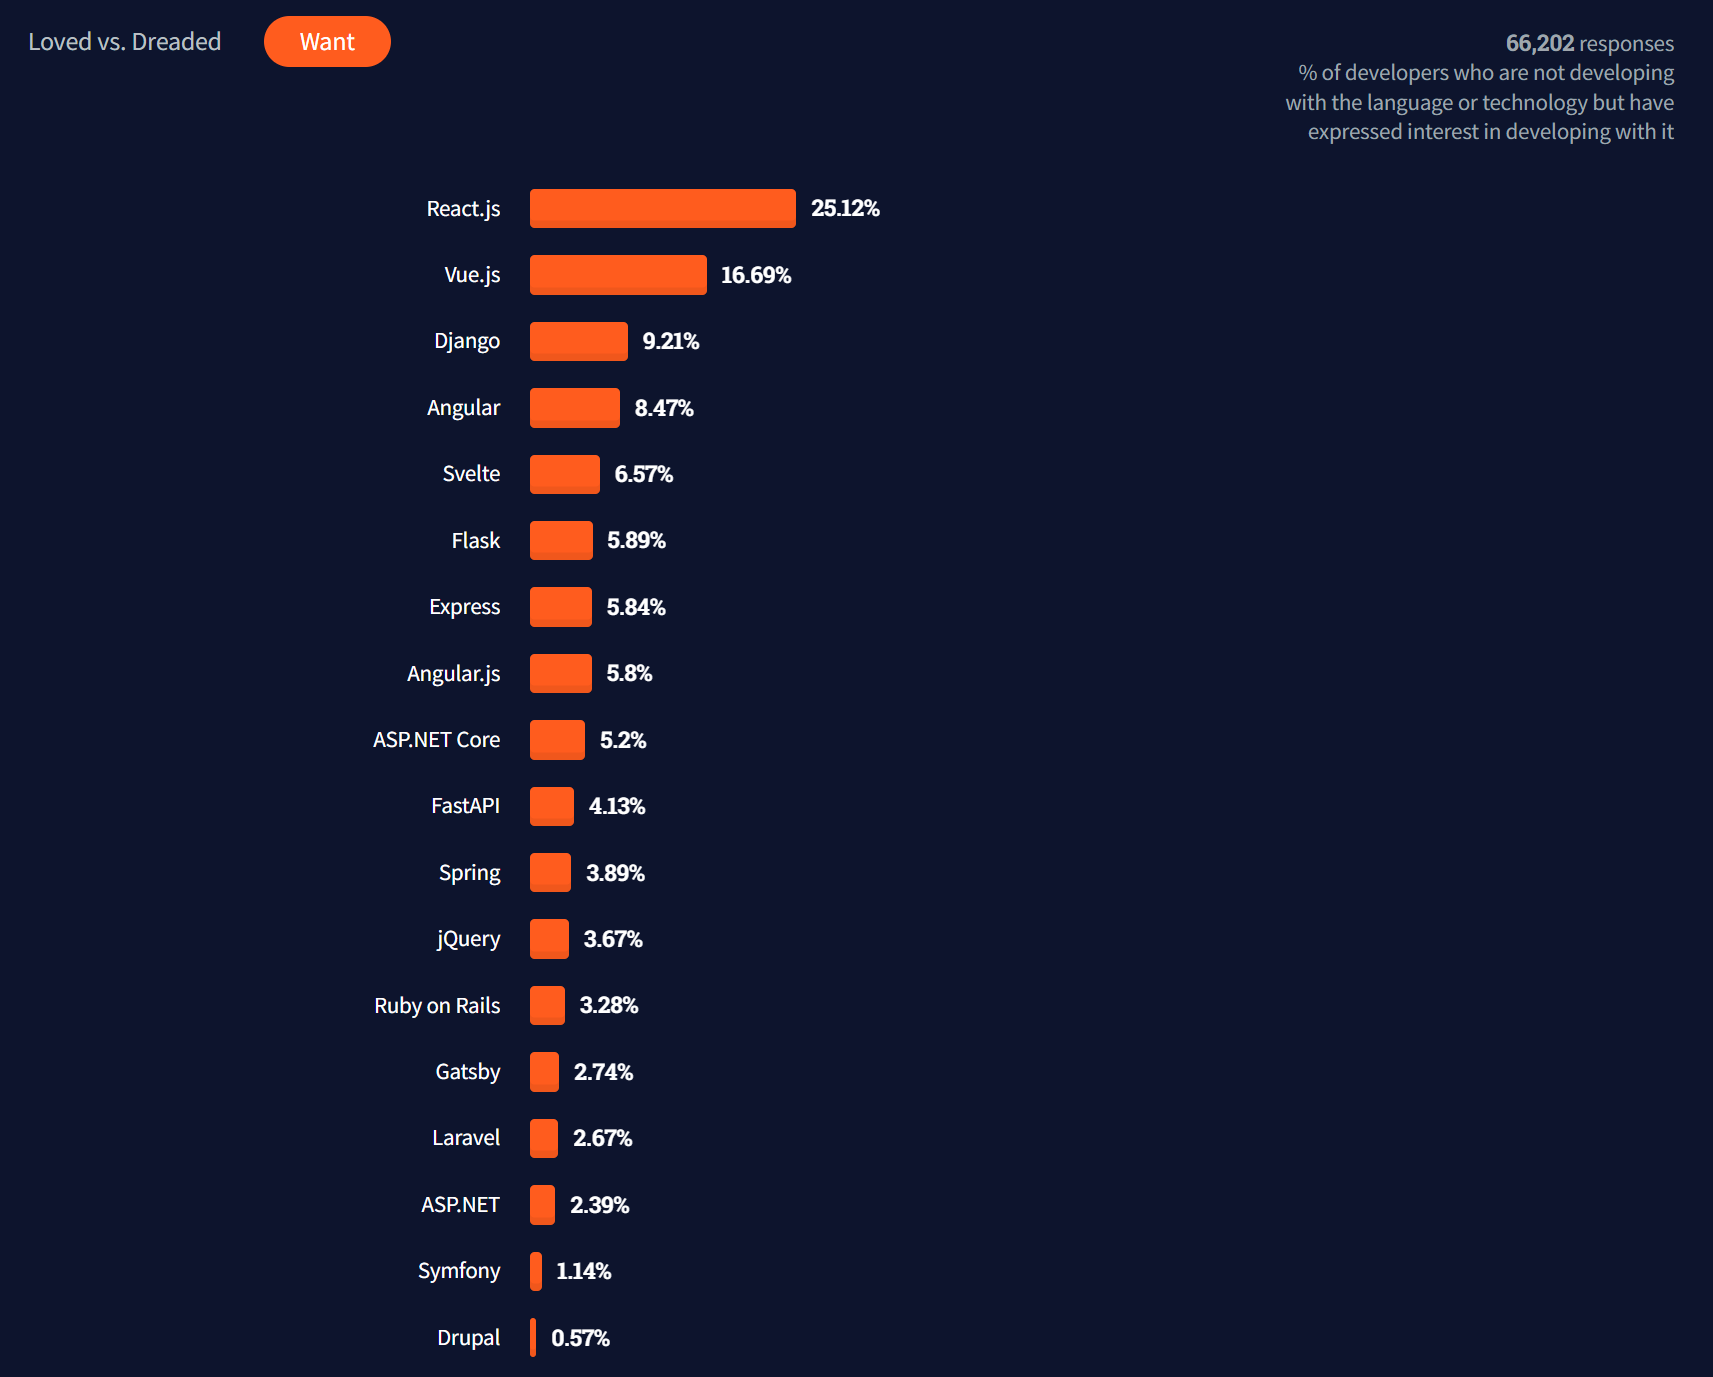 Loved vs. Dreaded
Want
66,202 responses
% of developers who are not developing
with the language or technology but have
expressed interest in developing with it
React.js 25.12%
Vue.js 16.69%
Django 9.21%
Angular 8.47%
Svelte 6.57%
Flask 5.89%
Express 5.84%
Angular.js 5.8%
ASP.NET Core 5.2%
FastAPI 4.13%
Spring 3.89%
jQuery 3.67%
Ruby on Rails 3.28%
Gatsby 2.74%
Laravel 2.67%
ASP.NET 2.39%
Symfony 1.14%
Drupal 0.57%